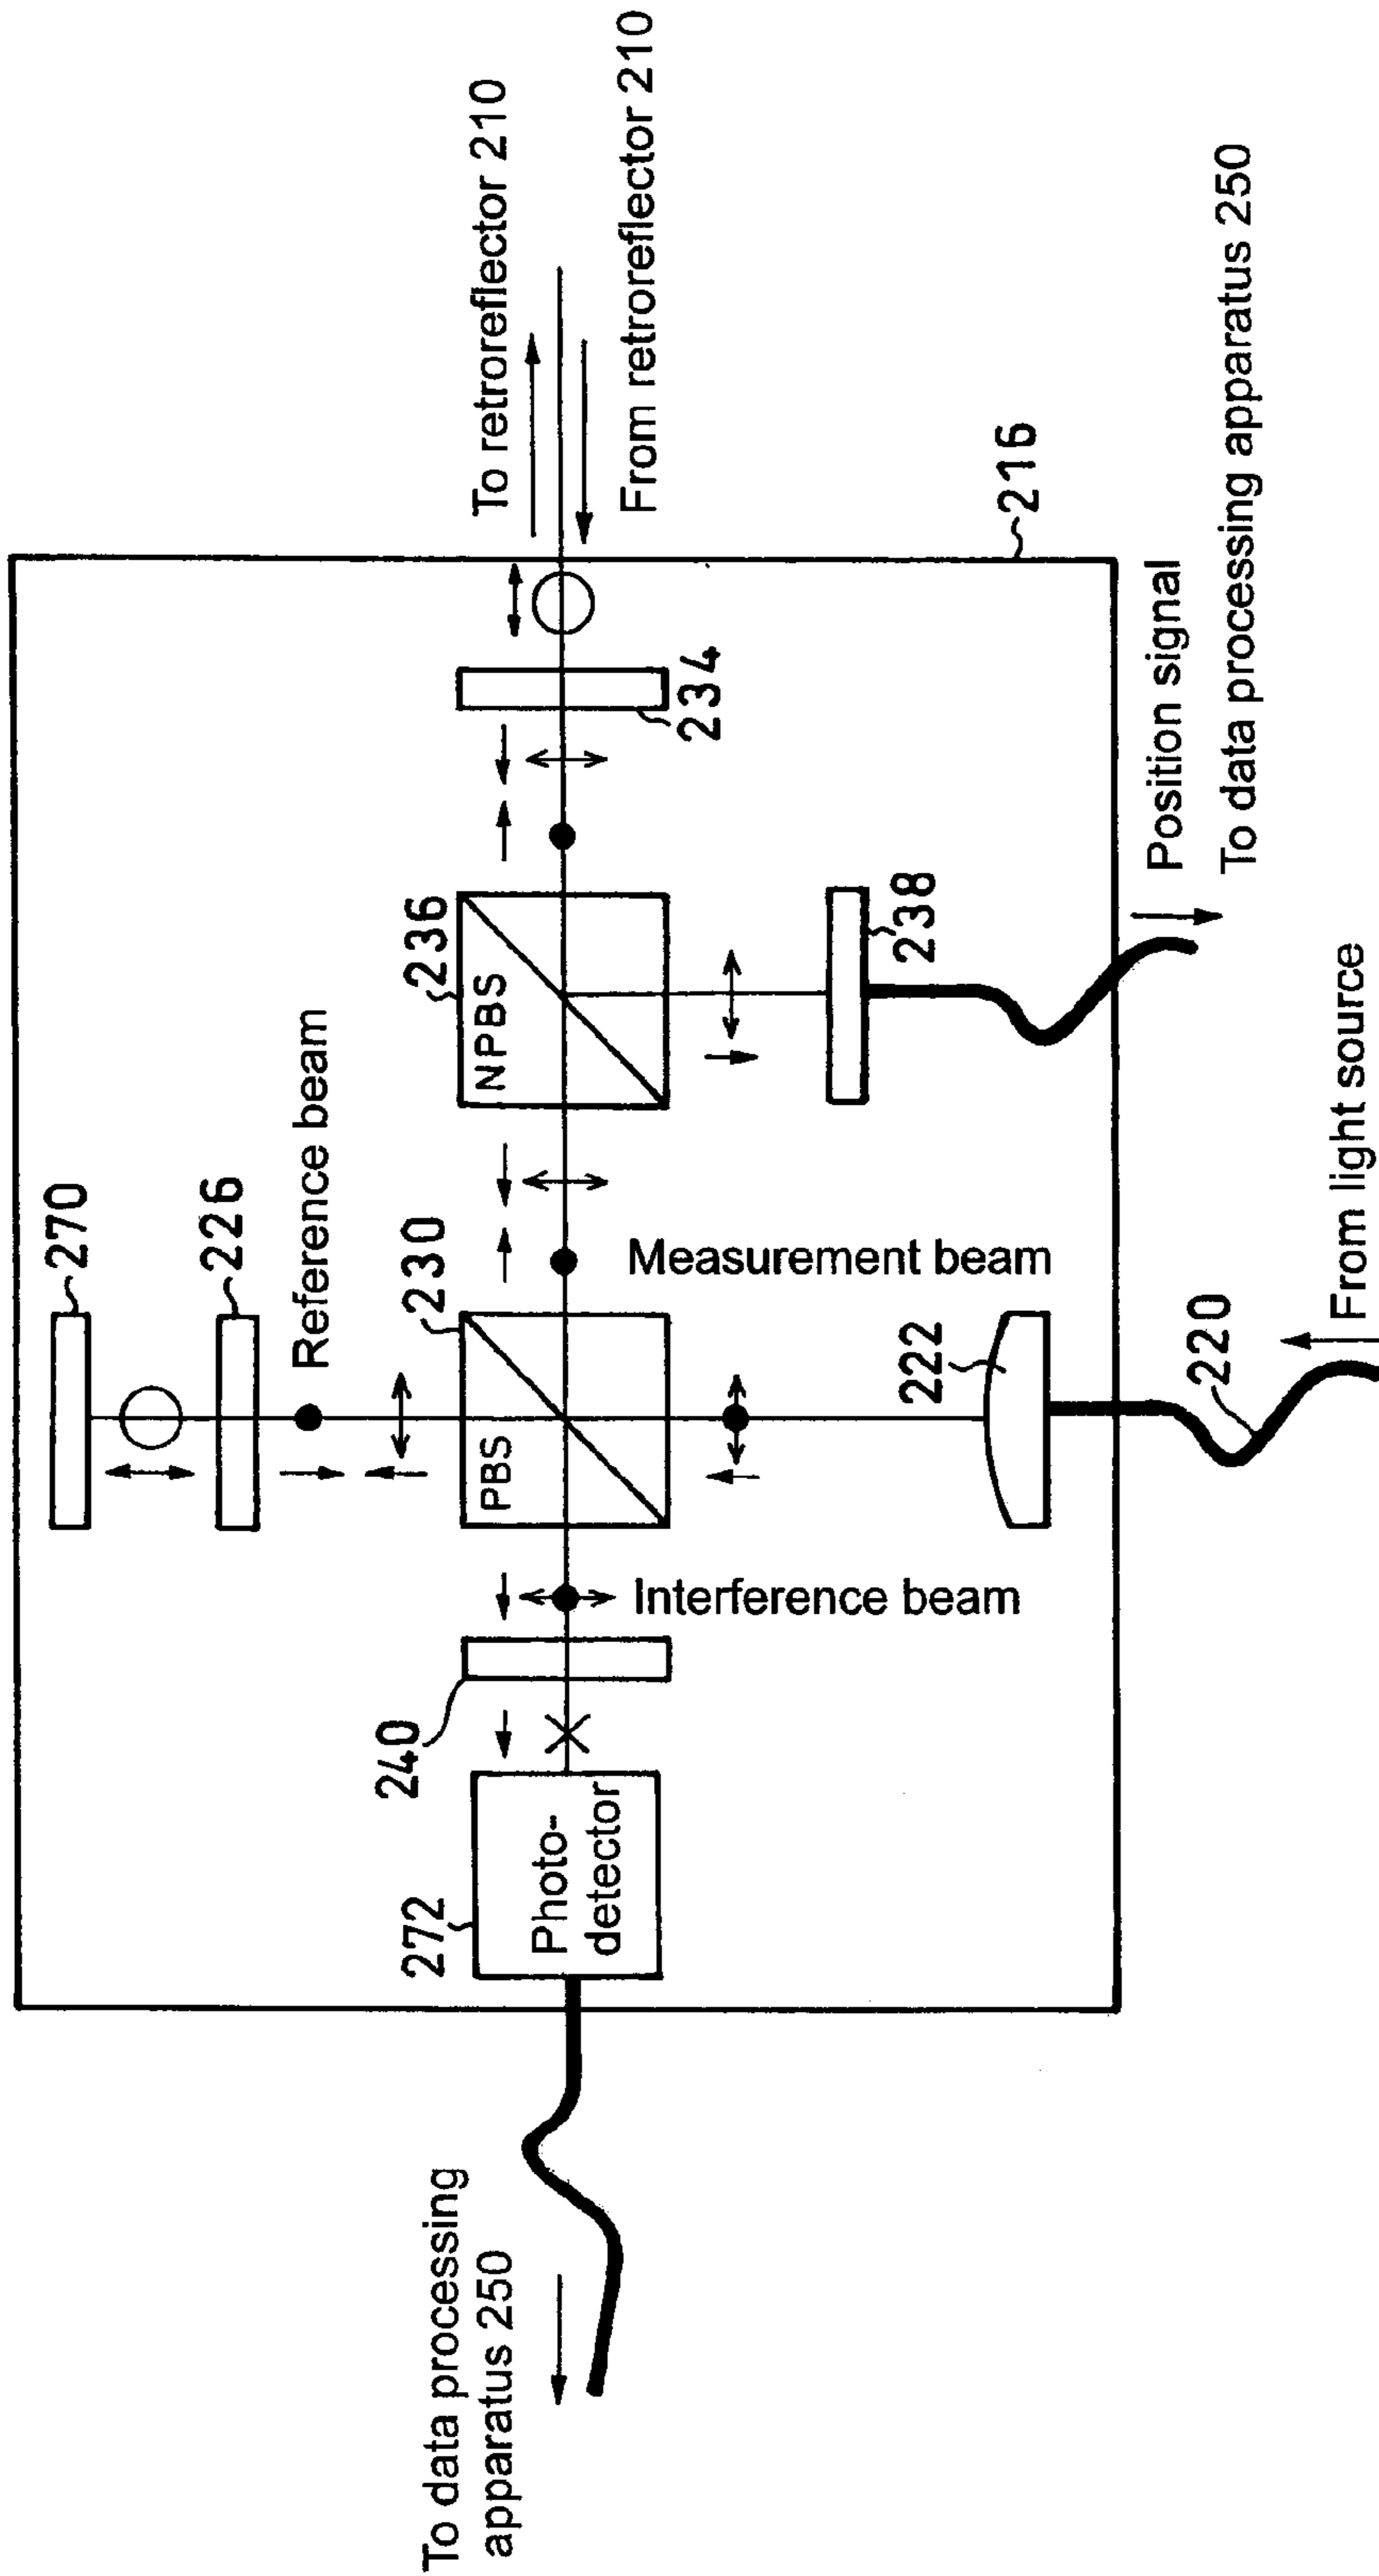 270
226
Reference beam
To retroreflector 210
From retroreflector 210
240
272
Photo-
detector
PBS
230
NPBS
236
234
Interference beam
Measurement beam
222
238
216
Position signal
To data processing apparatus 250
220
From light source
To data processing
apparatus 250